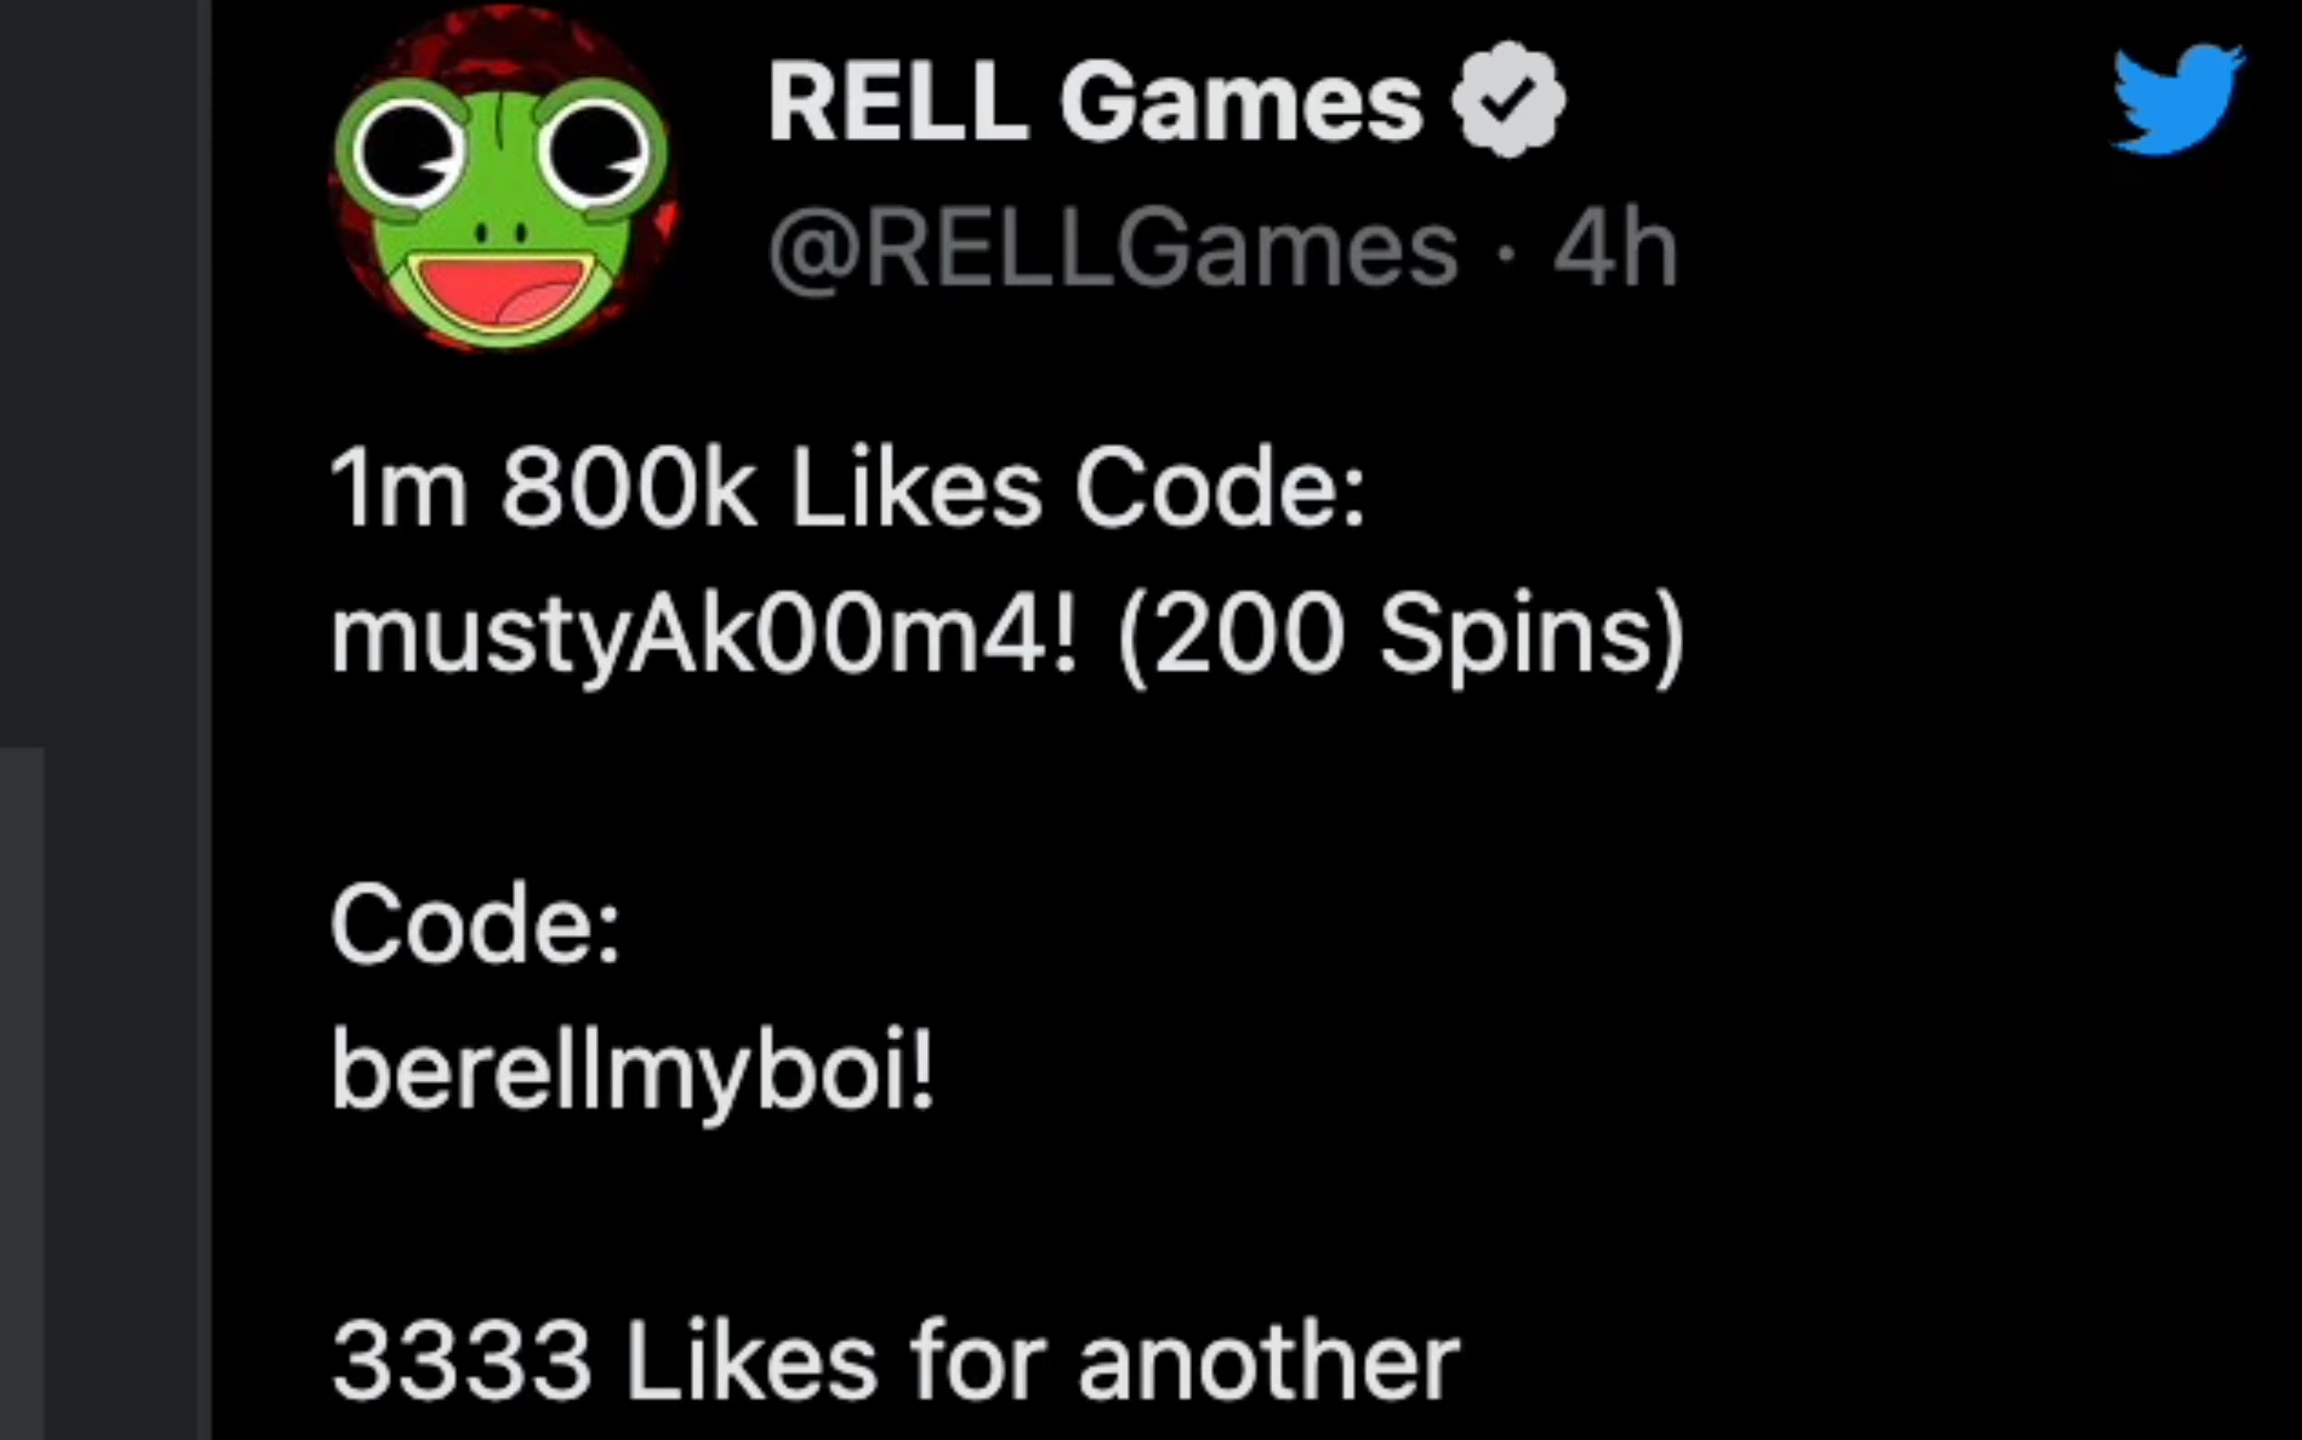 RELL Games
@RELLGames · 4h
1m 800k Likes Code:
mustyAk00m4! (200 Spins)
Code:
berellmyboi!
3333 Likes for another